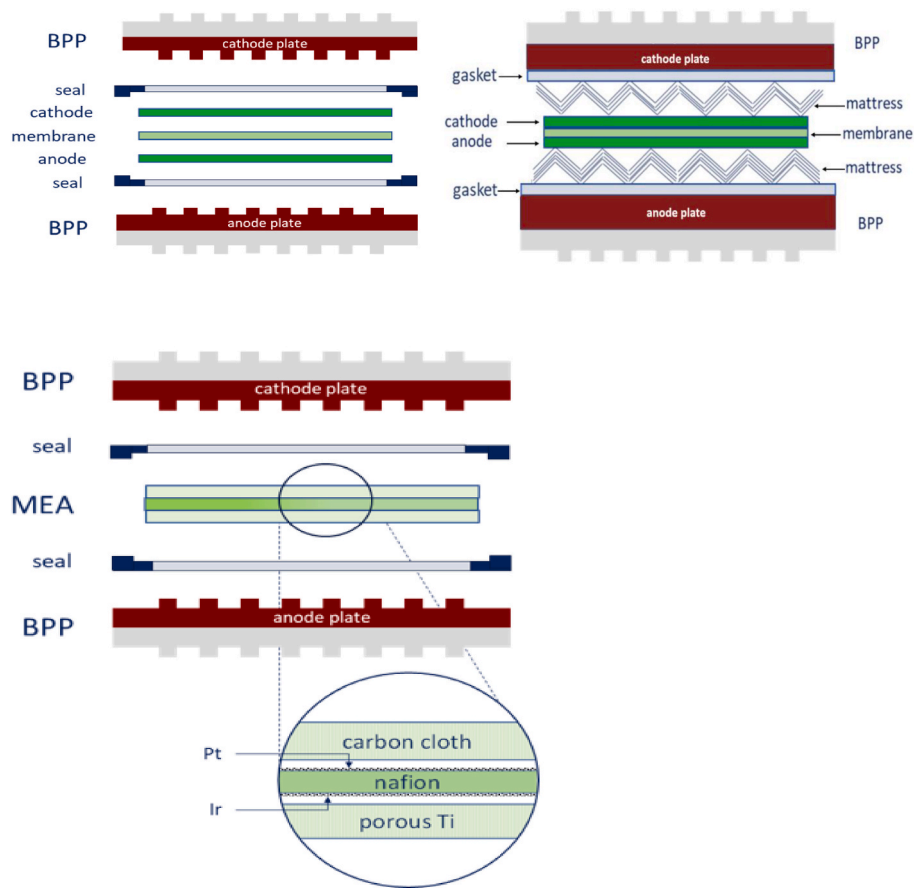 BPP
cathode plate
seal
cathode
membrane
anode
seal
BPP
anode plate
BPP
cathode plate
gasket
mattress
cathode
membrane
anode
mattress
gasket
anode plate
BPP
BPP
cathode plate
seal
MEA
seal
BPP
anode plate
carbon cloth
Pt
nafion
Ir
porous Ti